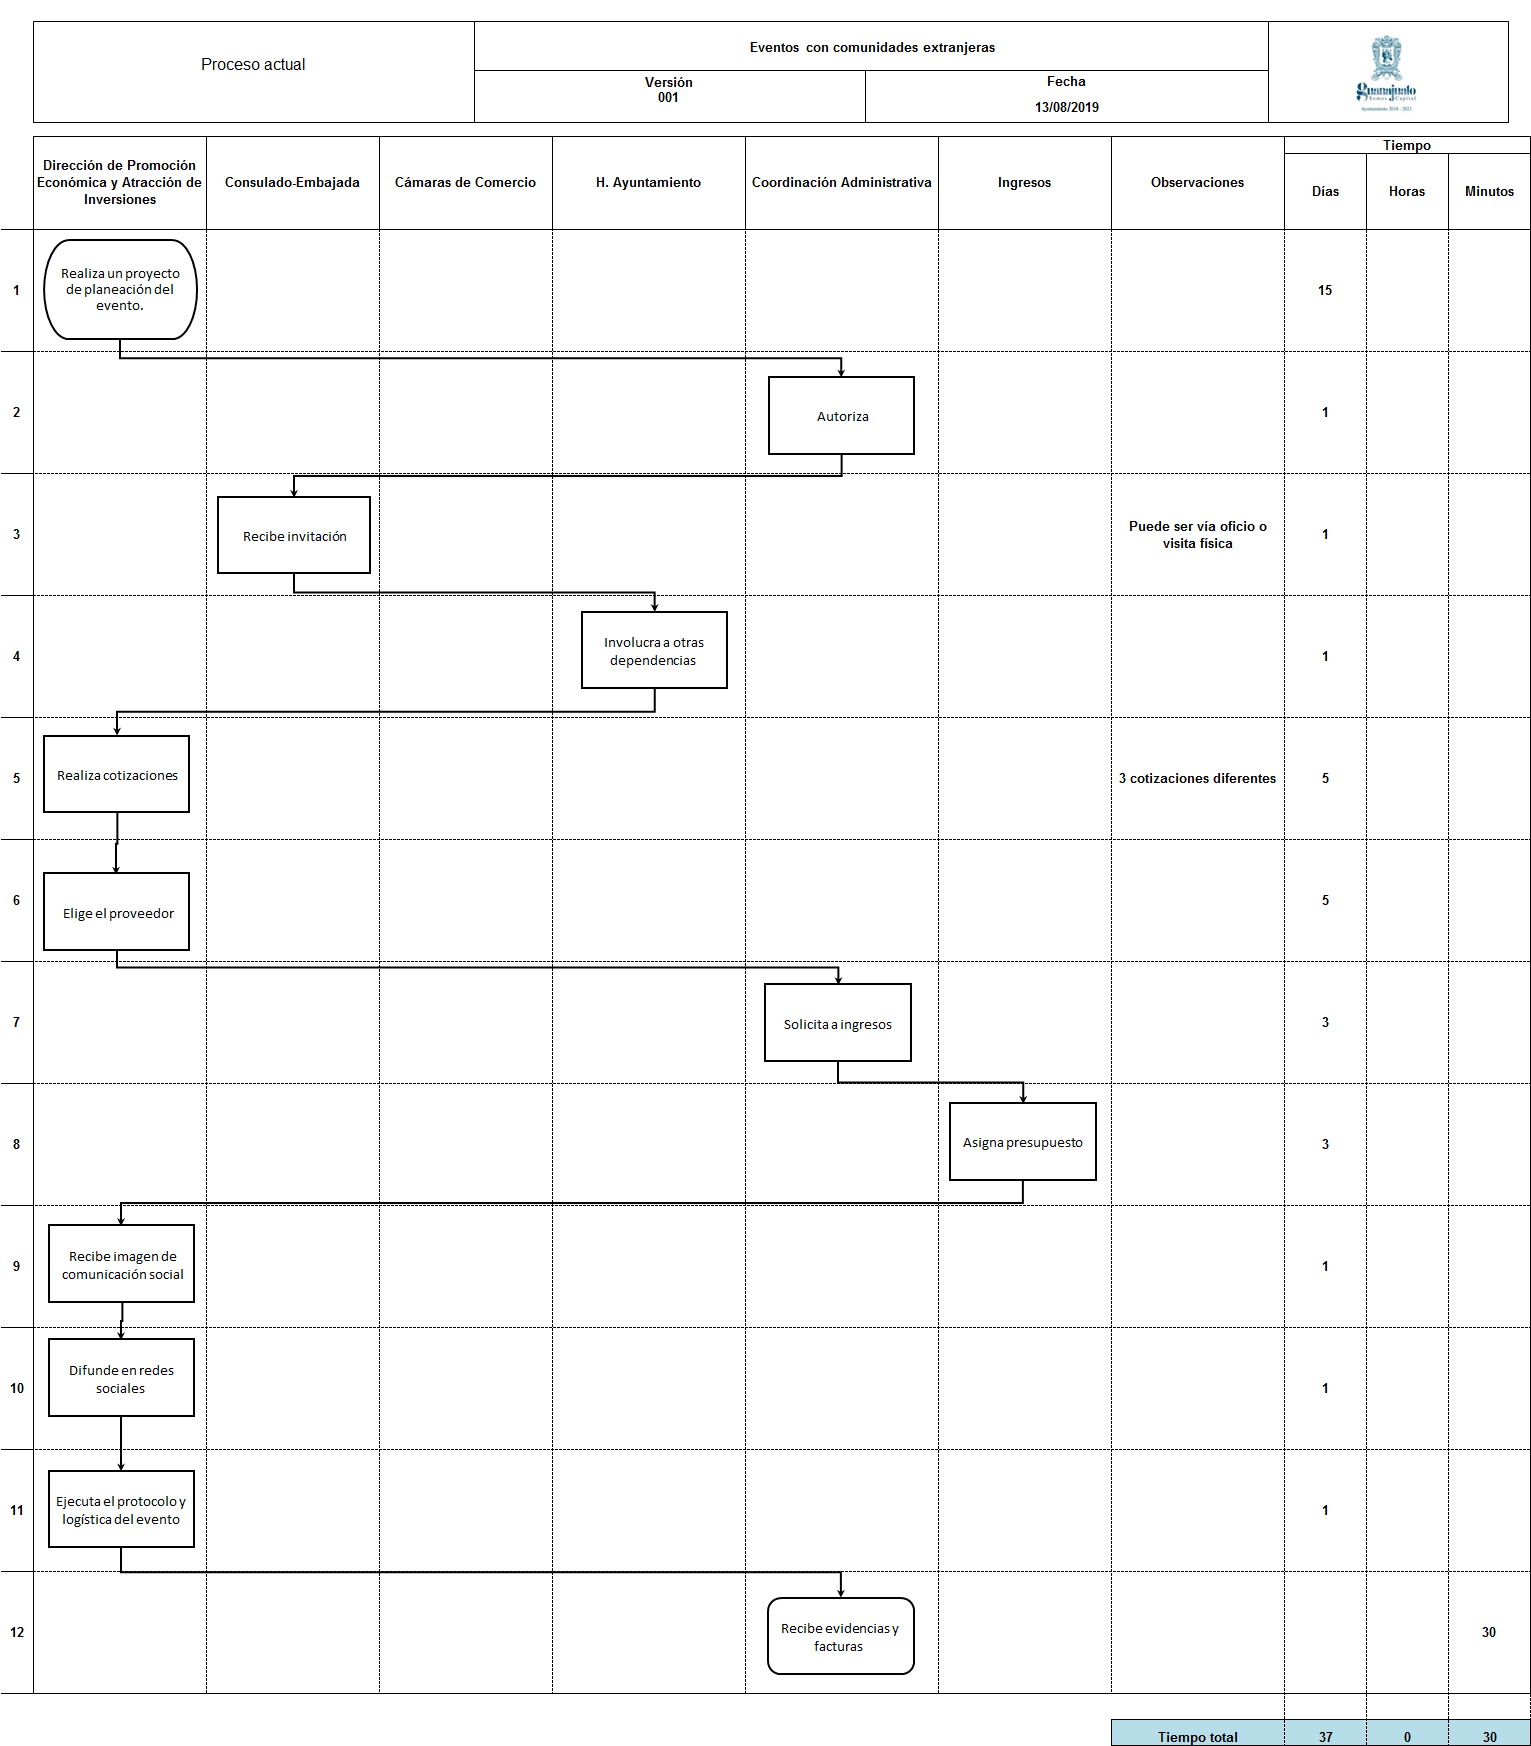 Proceso actual
Eventos con comunidades extranjeras
Versión
001
Fecha
13/08/2019
guanajuato
Somos Capital
Ayuntamiento 2018 - 2021
Tiempo
Dirección de Promoción
Económica y Atracción de
Inversiones
Consulado-Embajada
Cámaras de Comercio
H. Ayuntamiento
Coordinación Administrativa
Ingresos
Observaciones
Días
Horas
Minutos
1
Realiza un proyecto
de planeación del
evento.
15
2
Autoriza
1
3
Recibe invitación
Puede ser vía oficio o
visita física
1
4
Involucra a otras
dependencias
1
5
Realiza cotizaciones
3 cotizaciones diferentes
5
6
Elige el proveedor
5
7
Solicita a ingresos
3
8
Asigna presupuesto
3
9
Recibe imagen de
comunicación social
1
10
Difunde en redes
sociales
1
11
Ejecuta el protocolo y
logística del evento
1
12
Recibe evidencias y
facturas
30
Tiempo total
37
0
30